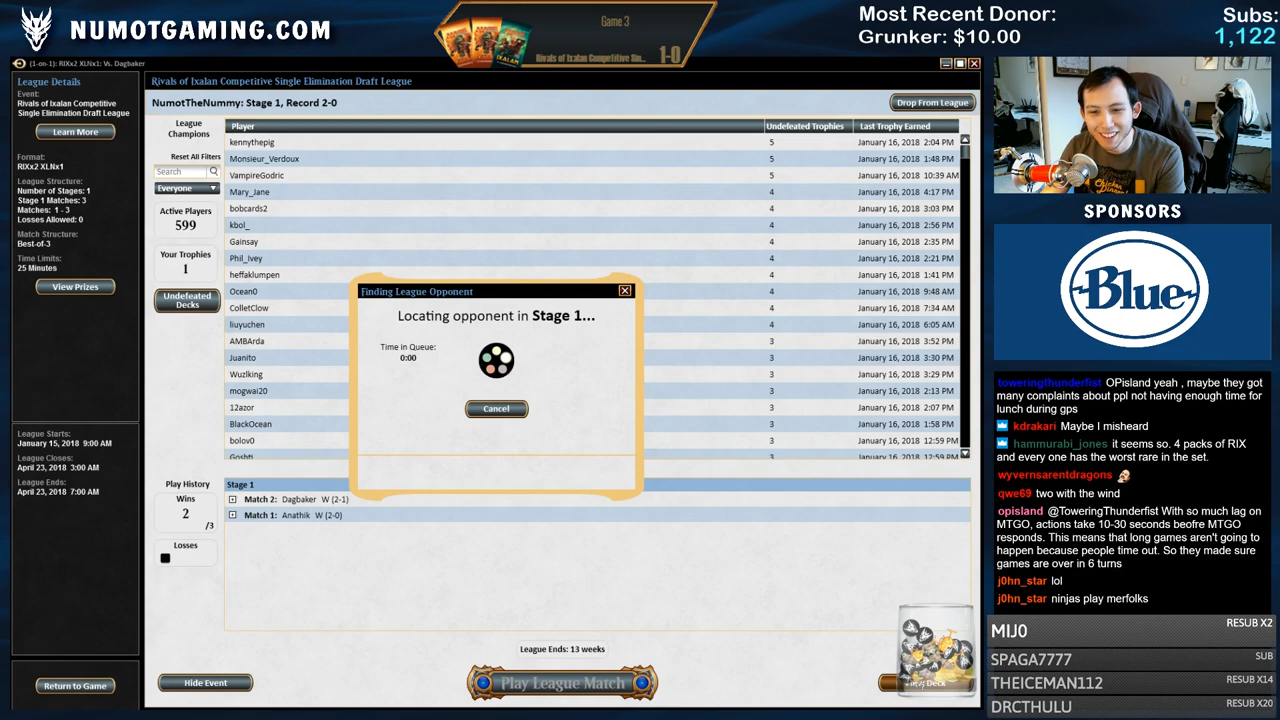 NUMOTGAMING.COM
Game 3
Rivals of Ixalan Competitive Sin...
1-0
Most Recent Donor:
Grunker: $10.00
Subs:
1,122
(1-on-1): RIXx2 XLNx1: Vs. Dagbaker
League Details
Event:
Rivals of Ixalan Competitive
Single Elimination Draft League
Learn More
Format:
RIXx2 XLNx1
League Structure:
Number of Stages: 1
Stage 1 Matches: 3
Matches: 1 - 3
Losses Allowed: 0
Match Structure:
Best-of-3
Time Limits:
25 Minutes
View Prizes
League Starts:
January 15, 2018 9:00 AM
League Closes:
April 23, 2018 3:00 AM
League Ends:
April 23, 2018 7:00 AM
Return to Game
Rivals of Ixalan Competitive Single Elimination Draft League
NumotTheNummy: Stage 1, Record 2-0
Drop From League
League
Champions
Reset All Filters
Search
Everyone
Active Players
599
Your Trophies
1
Undefeated
Decks
Player Undefeated Trophies Last Trophy Earned
kennythepig 5 January 16, 2018 2:04 PM
Monsieur_Verdoux 5 January 16, 2018 1:48 PM
VampireGodric 5 January 16, 2018 10:39 AM
Mary_Jane 4 January 16, 2018 4:17 PM
bobcards2 4 January 16, 2018 3:03 PM
kbol_ 4 January 16, 2018 2:56 PM
Gainsay 4 January 16, 2018 2:35 PM
Phil_Ivey 4 January 16, 2018 2:21 PM
heffaklumpen 4 January 16, 2018 1:41 PM
Ocean0 4 January 16, 2018 9:48 AM
ColletClow 4 January 16, 2018 7:34 AM
liuyuchen 4 January 16, 2018 6:05 AM
AMBArda 3 January 16, 2018 3:52 PM
Juanito 3 January 16, 2018 3:30 PM
Wuzlking 3 January 16, 2018 3:29 PM
mogwai20 3 January 16, 2018 2:13 PM
12azor 3 January 16, 2018 2:07 PM
BlackOcean 3 January 16, 2018 1:58 PM
bolov0 3 January 16, 2018 12:59 PM
Goshti 3 January 16, 2018 12:59 PM
Finding League Opponent
Locating opponent in Stage 1...
Time in Queue:
0:00
Cancel
Play History
Wins
2
/3
Losses
Stage 1
Match 2: Dagbaker W (2-1)
Match 1: Anathik W (2-0)
League Ends: 13 weeks
Hide Event
Play League Match
Deck
SPONSORS
Blue
toweringthunderfist OPisland yeah , maybe they got
many complaints about ppl not having enough time for
lunch during gps
kdrakari Maybe I misheard
hammurabi_jones it seems so. 4 packs of RIX
and every one has the worst rare in the set.
wyvernsarentdragons
qwe69 two with the wind
opisland @ToweringThunderfist With so much lag on
MTGO, actions take 10-30 seconds beofre MTGO
responds. This means that long games aren't going to
happen because people time out. So they made sure
games are over in 6 turns
j0hn_star lol
j0hn_star ninjas play merfolks
MIJ0 RESUB X2
SPAGA7777 SUB
THEICEMAN112 RESUB X14
DRCTHULU RESUB X20